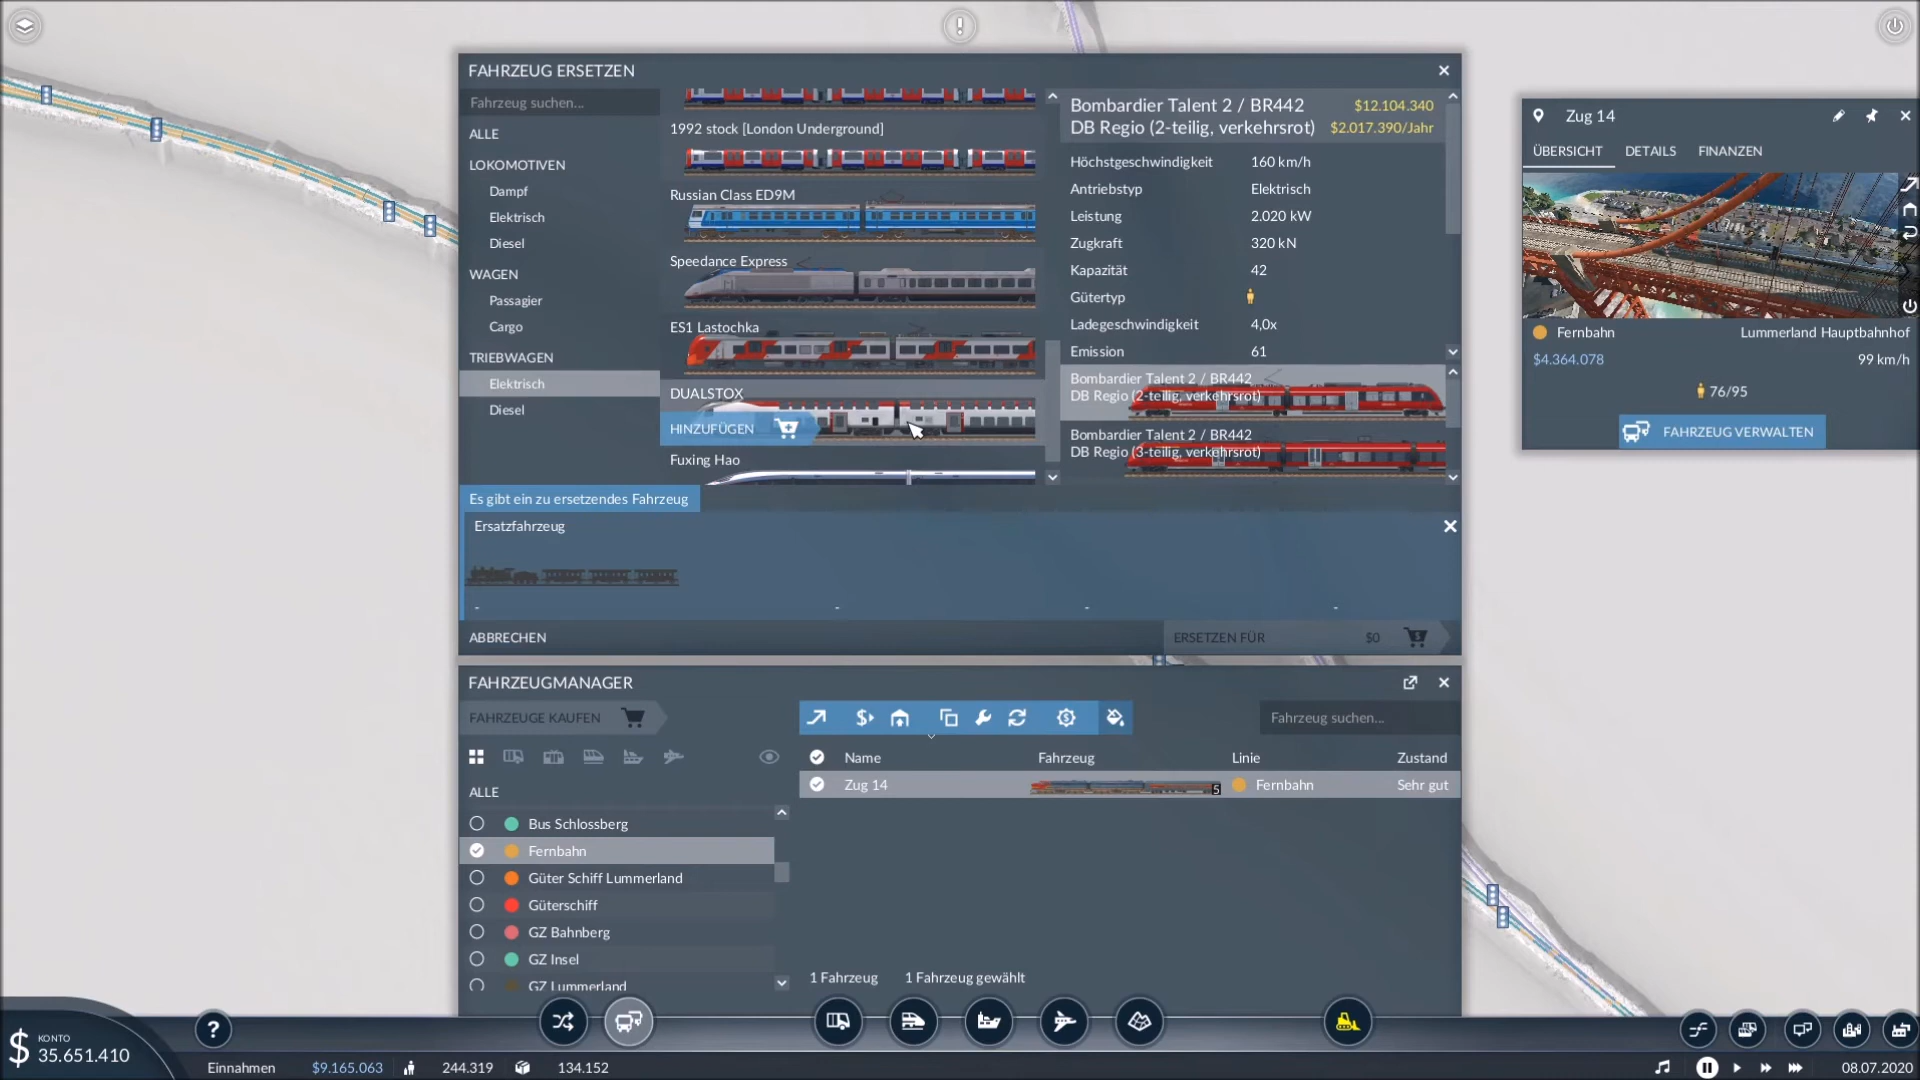 FAHRZEUG ERSETZEN
Fahrzeug suchen...
ALLE
LOKOMOTIVEN
Dampf
Elektrisch
Diesel
WAGEN
Passagier
Cargo
TRIEBWAGEN
Elektrisch
Diesel
1992 stock [London Underground]
Russian Class ED9M
Speedance Express
ES1 Lastochka
DUALSTOX
HINZUFÜGEN
Fuxing Hao
Bombardier Talent 2 / BR442 $12.104.340
DB Regio (2-teilig, verkehrsrot) $2.017.390/Jahr
Höchstgeschwindigkeit 160 km/h
Antriebstyp Elektrisch
Leistung 2.020 kW
Zugkraft 320 kN
Kapazität 42
Gütertyp
Ladegeschwindigkeit 4,0x
Emission 61
Bombardier Talent 2 / BR442
DB Regio (2-teilig, verkehrsrot)
Bombardier Talent 2 / BR442
DB Regio (3-teilig, verkehrsrot)
Es gibt ein zu ersetzendes Fahrzeug
Ersatzfahrzeug
- - - -
ABBRECHEN
ERSETZEN FÜR $0
Zug 14
ÜBERSICHT DETAILS FINANZEN
Fernbahn Lummerland Hauptbahnhof
$4.364.078 99 km/h
76/95
FAHRZEUG VERWALTEN
FAHRZEUGMANAGER
FAHRZEUGE KAUFEN
Fahrzeug suchen...
ALLE
Bus Schlossberg
Fernbahn
Güter Schiff Lummerland
Güterschiff
GZ Bahnberg
GZ Insel
GZ Lummerland
Name Fahrzeug Linie Zustand
Zug 14 5 Fernbahn Sehr gut
1 Fahrzeug 1 Fahrzeug gewählt
?
$ KONTO
35.651.410
Einnahmen $9.165.063 244.319 134.152
08.07.2020